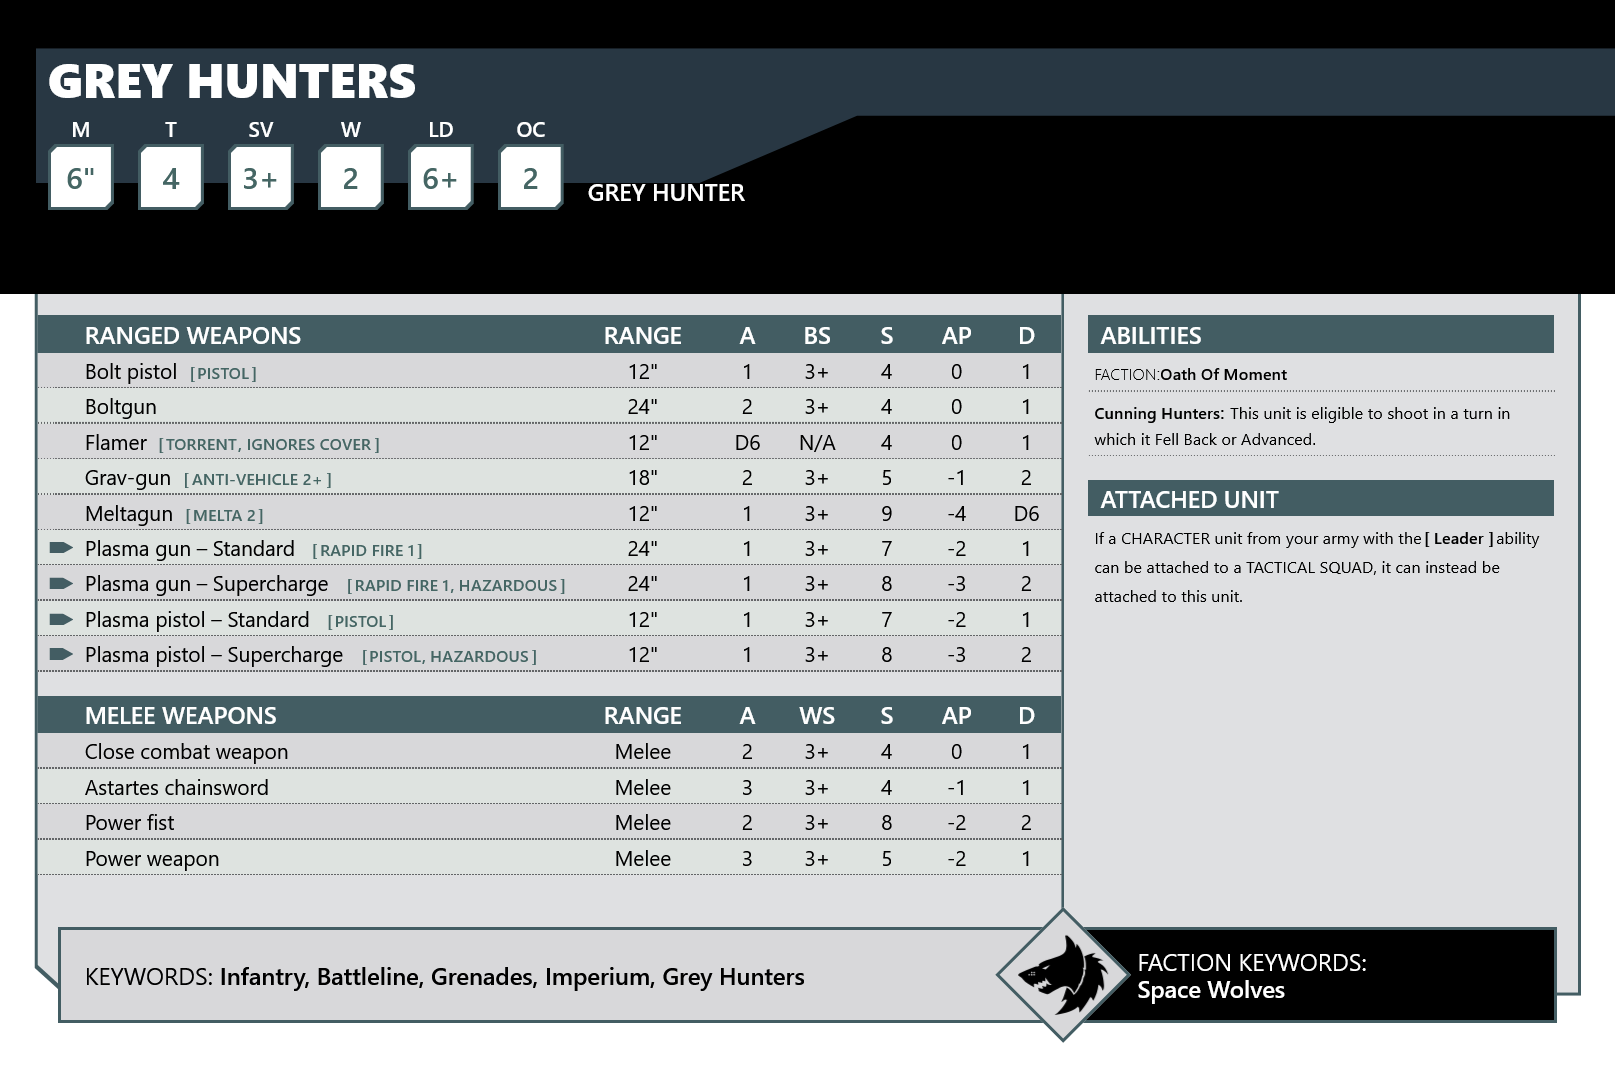 GREY HUNTERS
M T SV W LD OC
6" 4 3+ 2 6+ 2 GREY HUNTER
RANGED WEAPONS RANGE A BS S AP D
Bolt pistol [PISTOL] 12" 1 3+ 4 0 1
Boltgun 24" 2 3+ 4 0 1
Flamer [TORRENT, IGNORES COVER] 12" D6 N/A 4 0 1
Grav-gun [ANTI-VEHICLE 2+] 18" 2 3+ 5 -1 2
Meltagun [MELTA 2] 12" 1 3+ 9 -4 D6
Plasma gun – Standard [RAPID FIRE 1] 24" 1 3+ 7 -2 1
Plasma gun – Supercharge [RAPID FIRE 1, HAZARDOUS] 24" 1 3+ 8 -3 2
Plasma pistol – Standard [PISTOL] 12" 1 3+ 7 -2 1
Plasma pistol – Supercharge [PISTOL, HAZARDOUS] 12" 1 3+ 8 -3 2
MELEE WEAPONS RANGE A WS S AP D
Close combat weapon Melee 2 3+ 4 0 1
Astartes chainsword Melee 3 3+ 4 -1 1
Power fist Melee 2 3+ 8 -2 2
Power weapon Melee 3 3+ 5 -2 1
ABILITIES
FACTION:Oath Of Moment
Cunning Hunters: This unit is eligible to shoot in a turn in
which it Fell Back or Advanced.
ATTACHED UNIT
If a CHARACTER unit from your army with the [ Leader ] ability
can be attached to a TACTICAL SQUAD, it can instead be
attached to this unit.
KEYWORDS: Infantry, Battleline, Grenades, Imperium, Grey Hunters
FACTION KEYWORDS:
Space Wolves